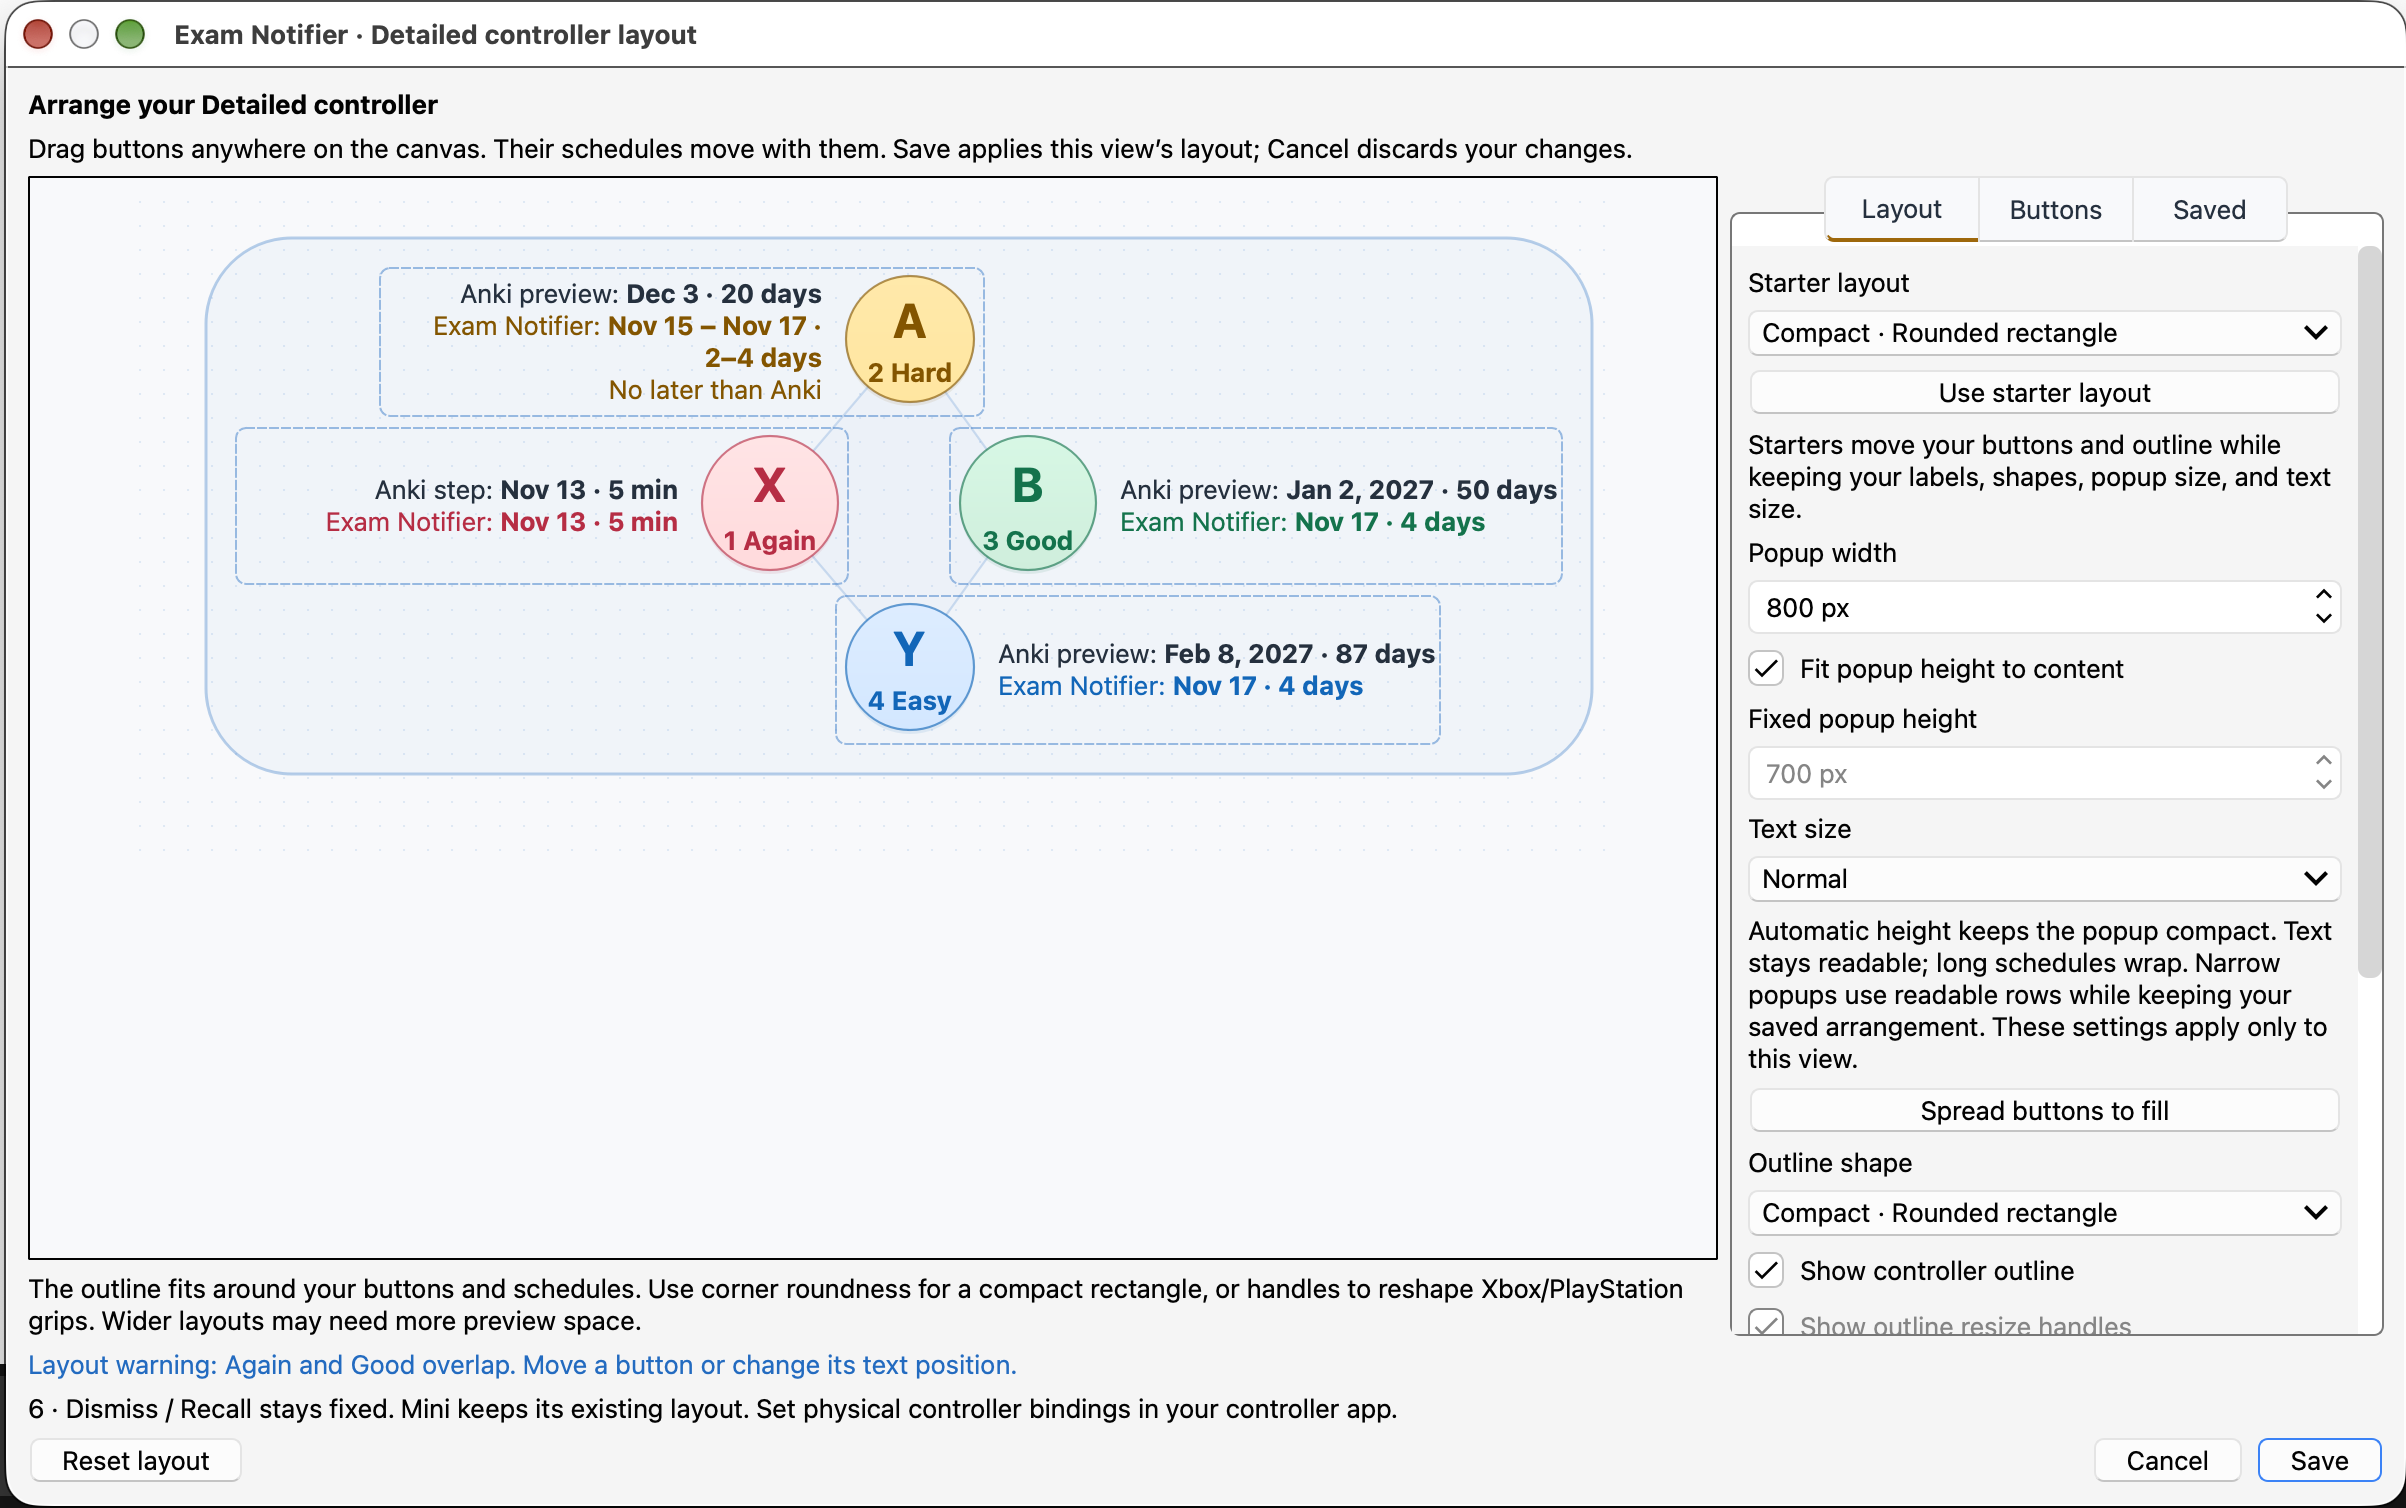 Exam Notifier · Detailed controller layout
Arrange your Detailed controller
Drag buttons anywhere on the canvas. Their schedules move with them. Save applies this view’s layout; Cancel discards your changes.
Anki preview: Dec 3 · 20 days
Exam Notifier: Nov 15 – Nov 17 ·
2–4 days
No later than Anki
A
2 Hard
Anki step: Nov 13 · 5 min
Exam Notifier: Nov 13 · 5 min
X
1 Again
B
3 Good
Anki preview: Jan 2, 2027 · 50 days
Exam Notifier: Nov 17 · 4 days
Y
4 Easy
Anki preview: Feb 8, 2027 · 87 days
Exam Notifier: Nov 17 · 4 days
Layout
Buttons
Saved
Starter layout
Compact · Rounded rectangle
Use starter layout
Starters move your buttons and outline while
keeping your labels, shapes, popup size, and text
size.
Popup width
800 px
Fit popup height to content
Fixed popup height
700 px
Text size
Normal
Automatic height keeps the popup compact. Text
stays readable; long schedules wrap. Narrow
popups use readable rows while keeping your
saved arrangement. These settings apply only to
this view.
Spread buttons to fill
Outline shape
Compact · Rounded rectangle
Show controller outline
Show outline resize handles
The outline fits around your buttons and schedules. Use corner roundness for a compact rectangle, or handles to reshape Xbox/PlayStation
grips. Wider layouts may need more preview space.
Layout warning: Again and Good overlap. Move a button or change its text position.
6 · Dismiss / Recall stays fixed. Mini keeps its existing layout. Set physical controller bindings in your controller app.
Reset layout
Cancel
Save